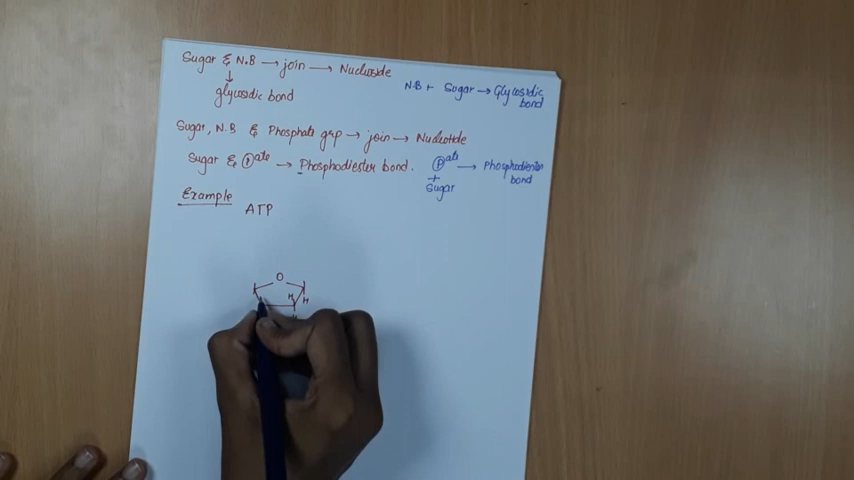 Sugar & N.B → join → Nucleoside
↓
glycosidic bond
N.B + Sugar → Glycosidic
bond
Sugar, N.B & Phosphate grp → join → Nucleotide
Sugar & Ⓟate → Phosphodiester bond.
Ⓟate → Phosphodiester
+ bond
Sugar
Example
ATP
O
H H